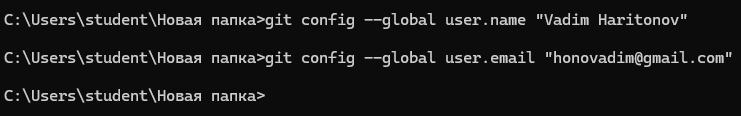 C:\Users\student\Новая папка>git config --global user.name "Vadim Haritonov"
C:\Users\student\Новая папка>git config --global user.email "honovadim@gmail.com"
C:\Users\student\Новая папка>